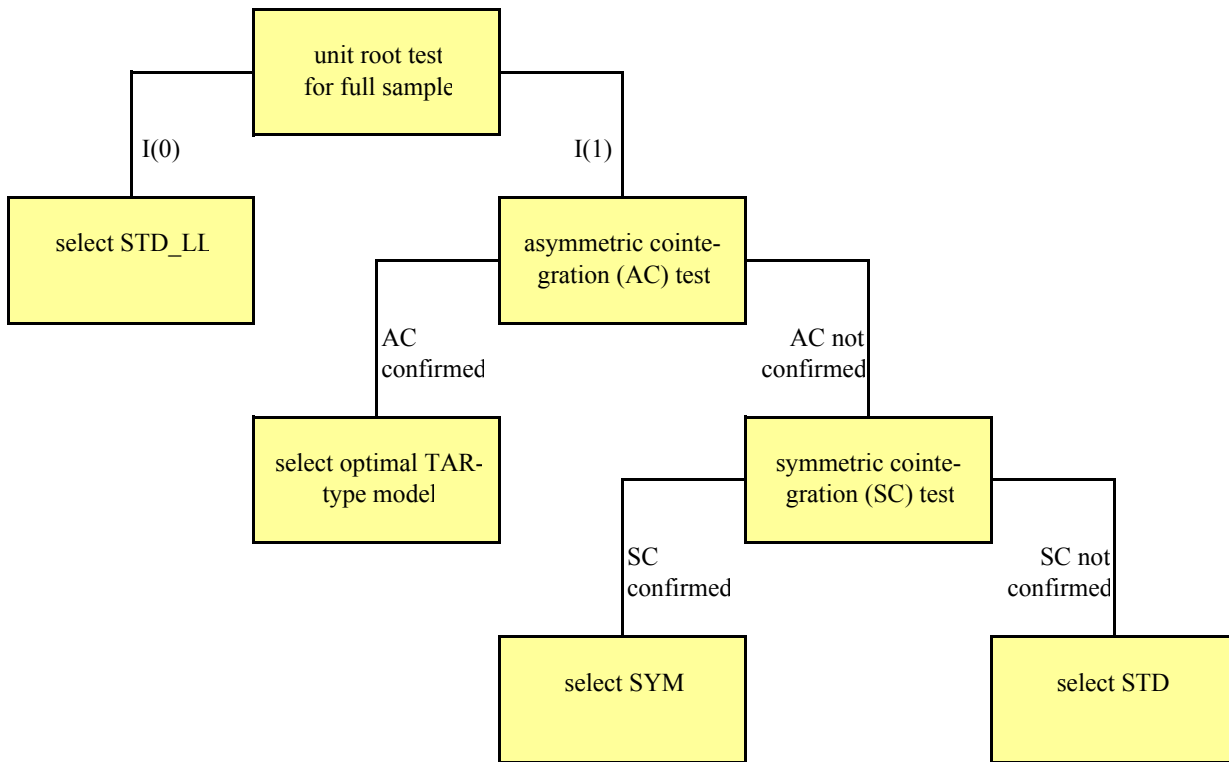 unit root test
for full sample
I(0)
I(1)
select STD_LL
asymmetric cointe-
gration (AC) test
AC
confirmed
AC not
confirmed
select optimal TAR-
type model
symmetric cointe-
gration (SC) test
SC
confirmed
SC not
confirmed
select SYM
select STD